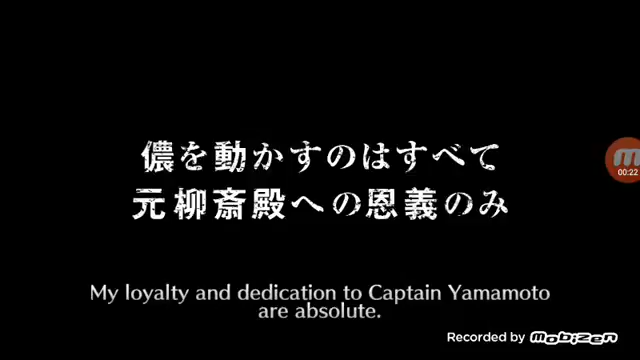 儂を動かすのはすべて
元柳斎殿への恩義のみ
00:22
My loyalty and dedication to Captain Yamamoto
are absolute.
Recorded by mobizen